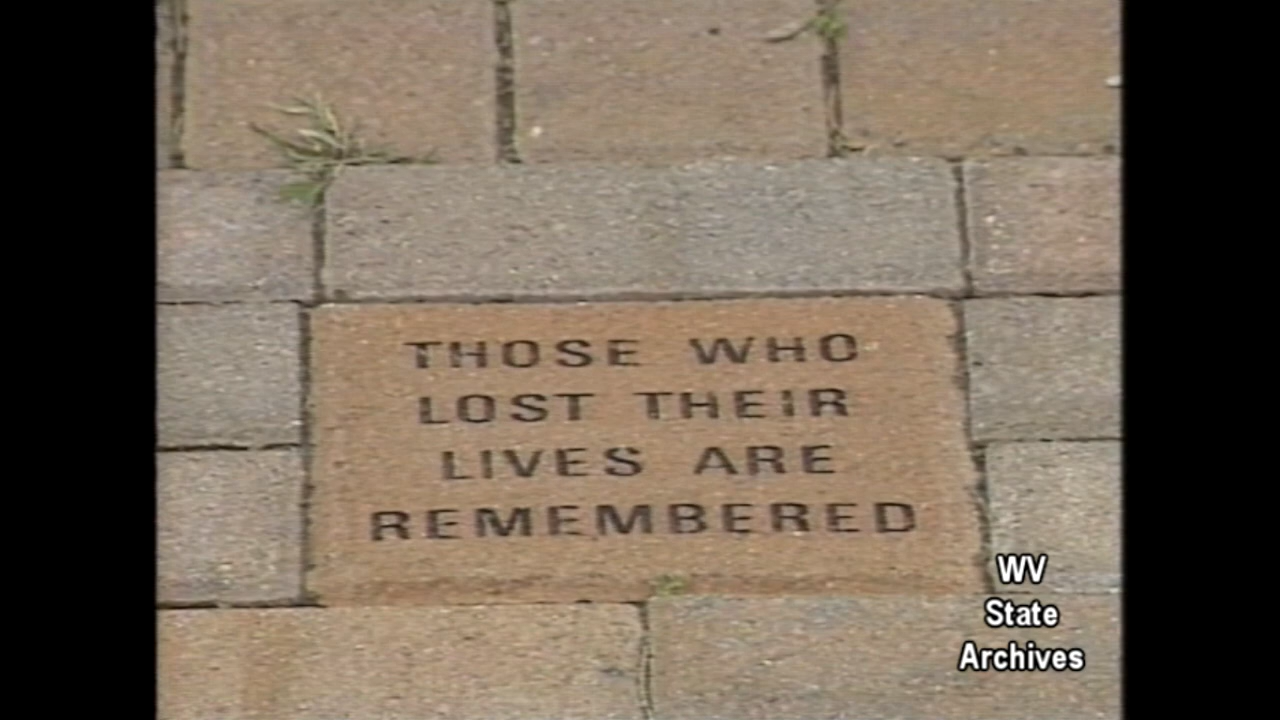 THOSE WHO
LOST THEIR
LIVES ARE
REMEMBERED
WV
State
Archives